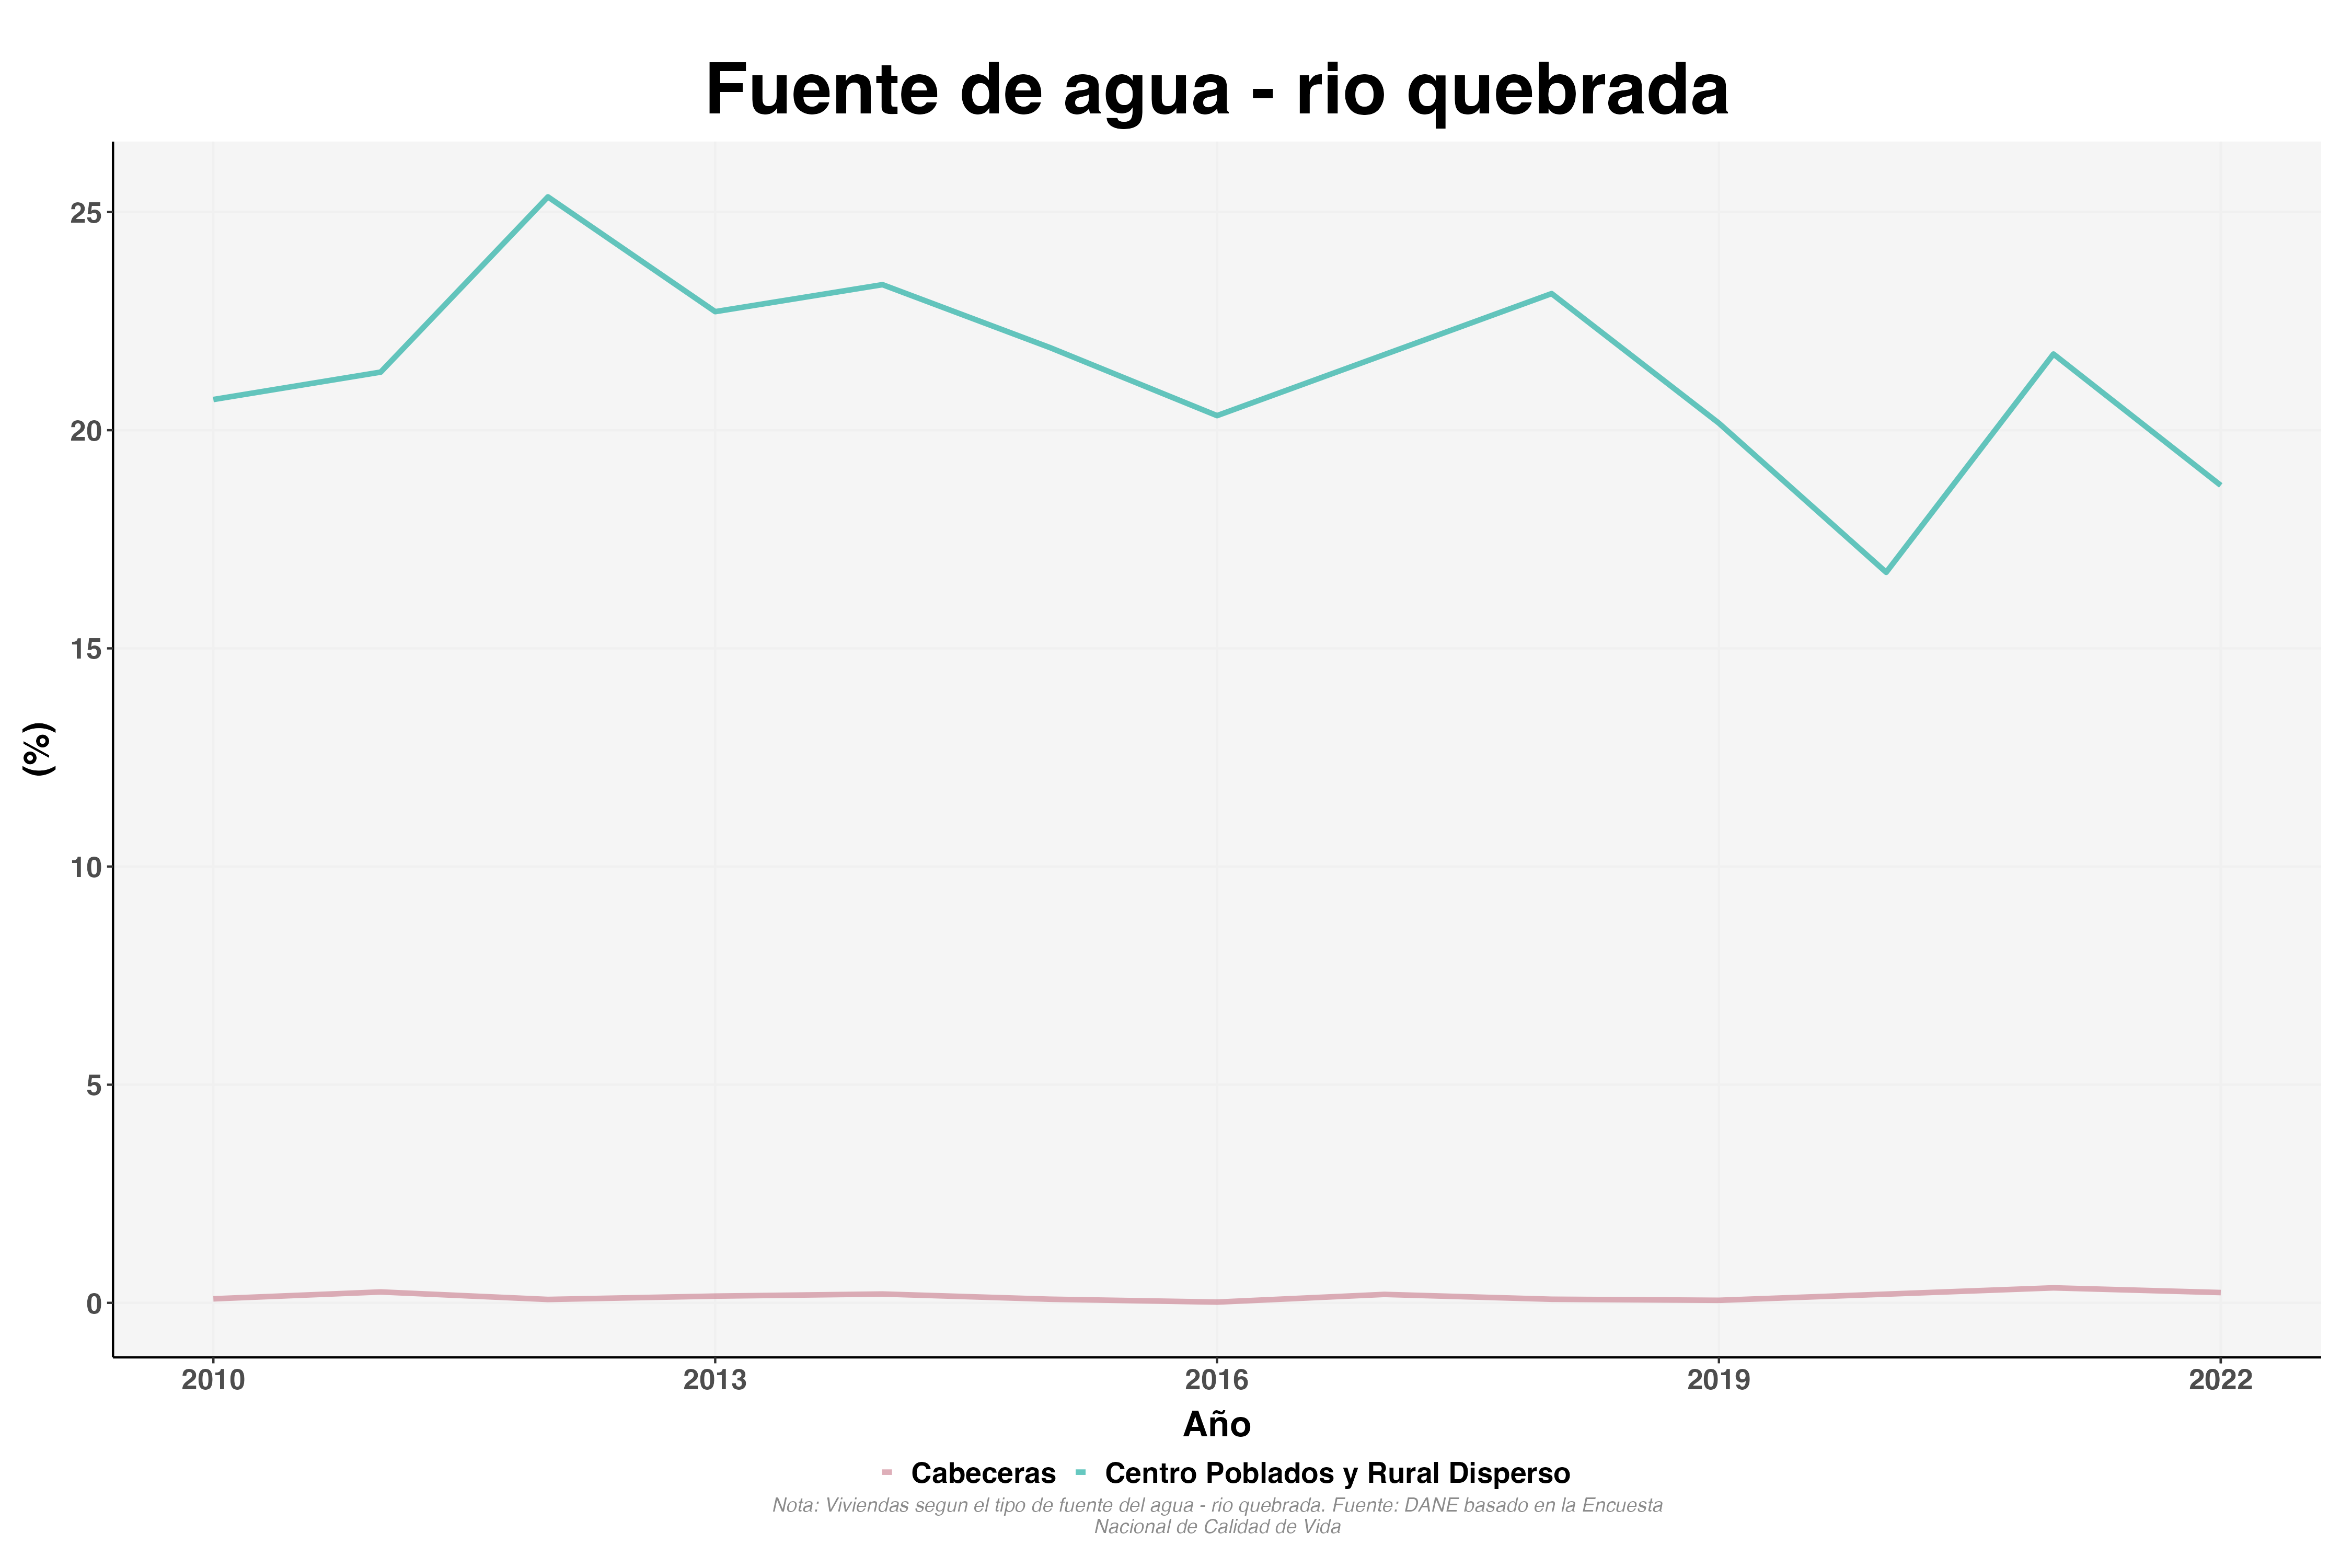 Fuente de agua - rio quebrada
25
20
15
10
5
0
(%)
2010 2013 2016 2019 2022
Año
Cabeceras Centro Poblados y Rural Disperso
Nota: Viviendas segun el tipo de fuente del agua - rio quebrada. Fuente: DANE basado en la Encuesta
Nacional de Calidad de Vida